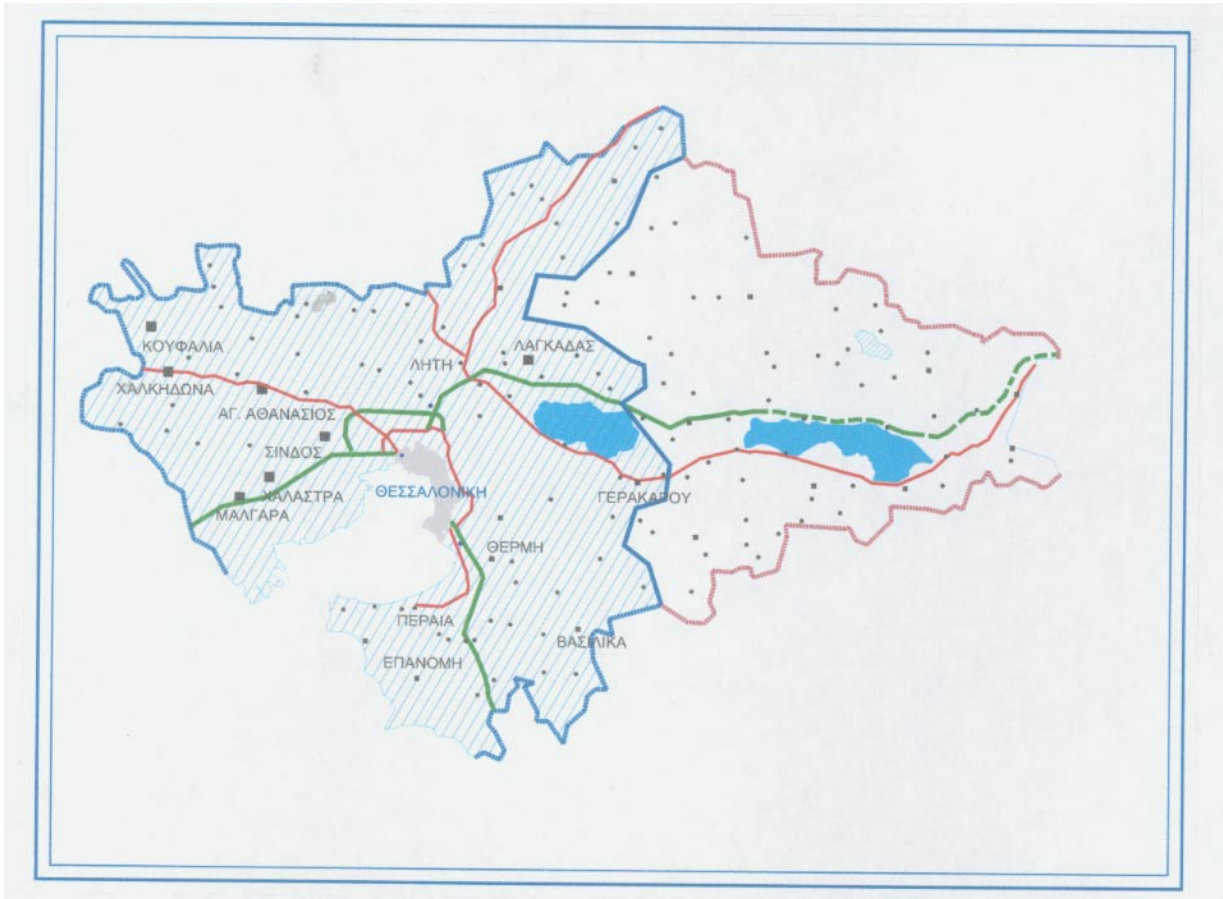 ΚΟΥΦΑΛΙΑ
ΛΑΓΚΑΔΑΣ
ΛΗΤΗ
ΧΑΛΚΗΔΩΝΑ
ΑΓ. ΑΘΑΝΑΣΙΟΣ
ΣΙΝΔΟΣ
ΘΕΣΣΑΛΟΝΙΚΗ
ΧΑΛΑΣΤΡΑ
ΓΕΡΑΚΑΡΟΥ
ΜΑΛΓΑΡΑ
ΘΕΡΜΗ
ΠΕΡΑΙΑ
ΒΑΣΙΛΙΚΑ
ΕΠΑΝΟΜΗ